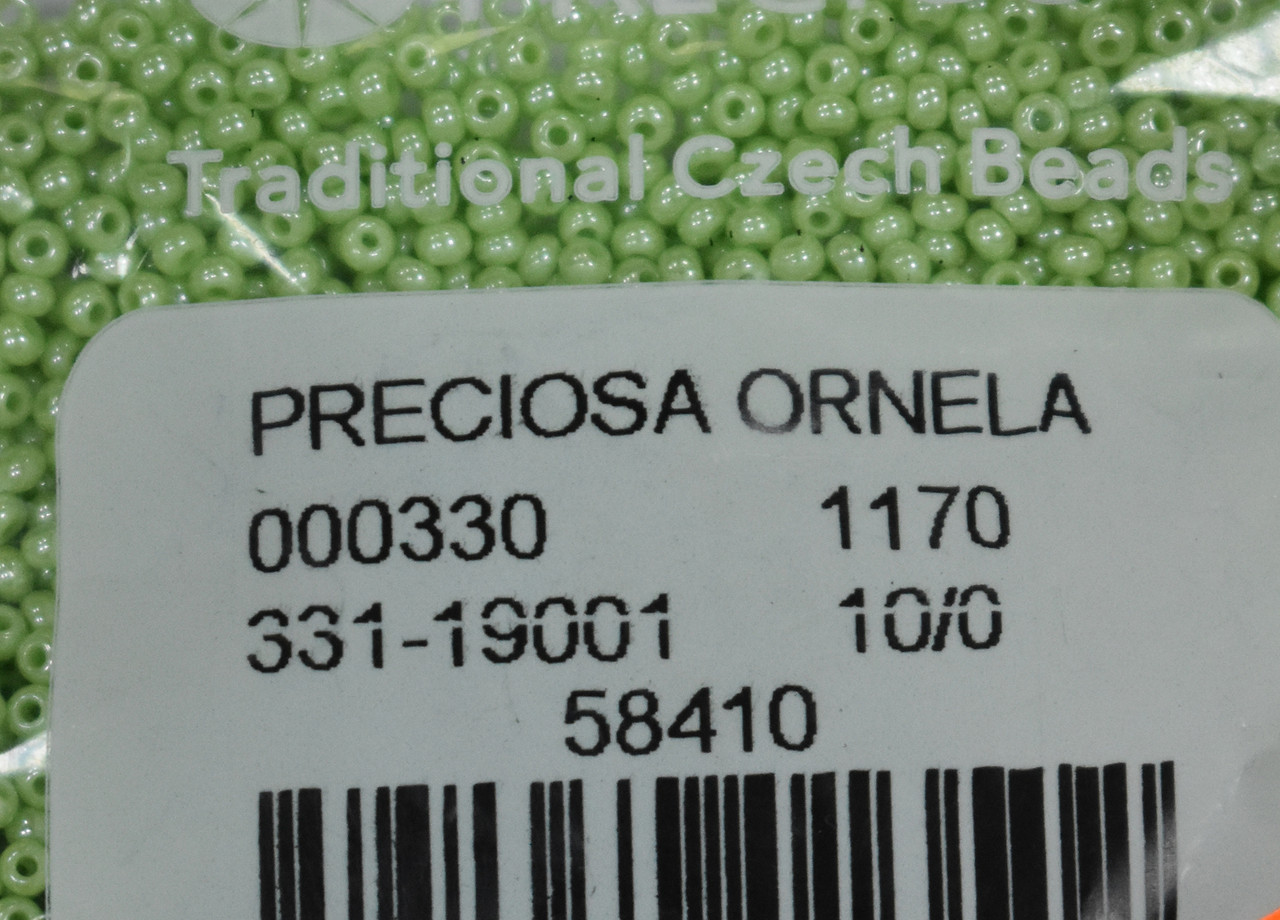 Traditional Czech Beads
PRECIOSA ORNELA
000330 1170
331-19001 10/0
58410